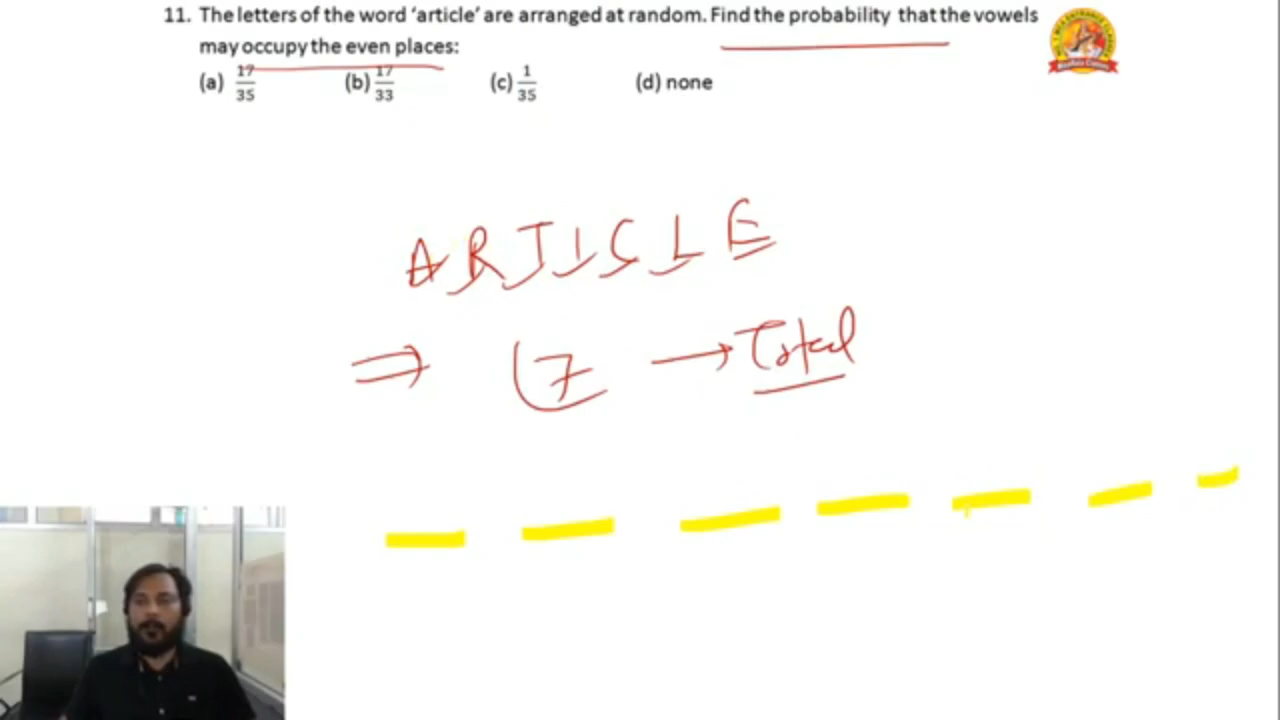 11. The letters of the word ‘article’ are arranged at random. Find the probability that the vowels
may occupy the even places:
(a) 17/35 (b) 17/33 (c) 1/35 (d) none
ARTICLE
⇒ 7 → Total